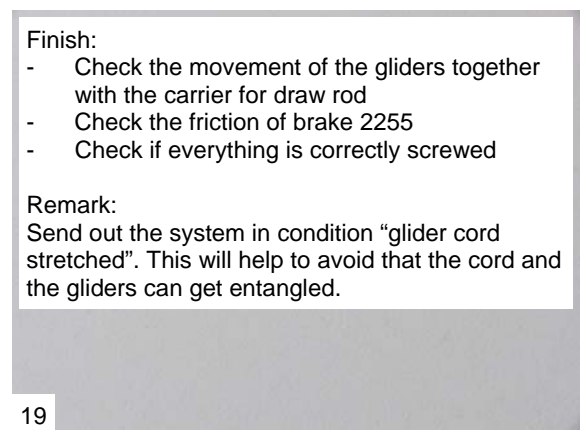 Finish:
- Check the movement of the gliders together
with the carrier for draw rod
- Check the friction of brake 2255
- Check if everything is correctly screwed
Remark:
Send out the system in condition “glider cord
stretched”. This will help to avoid that the cord and
the gliders can get entangled.
19